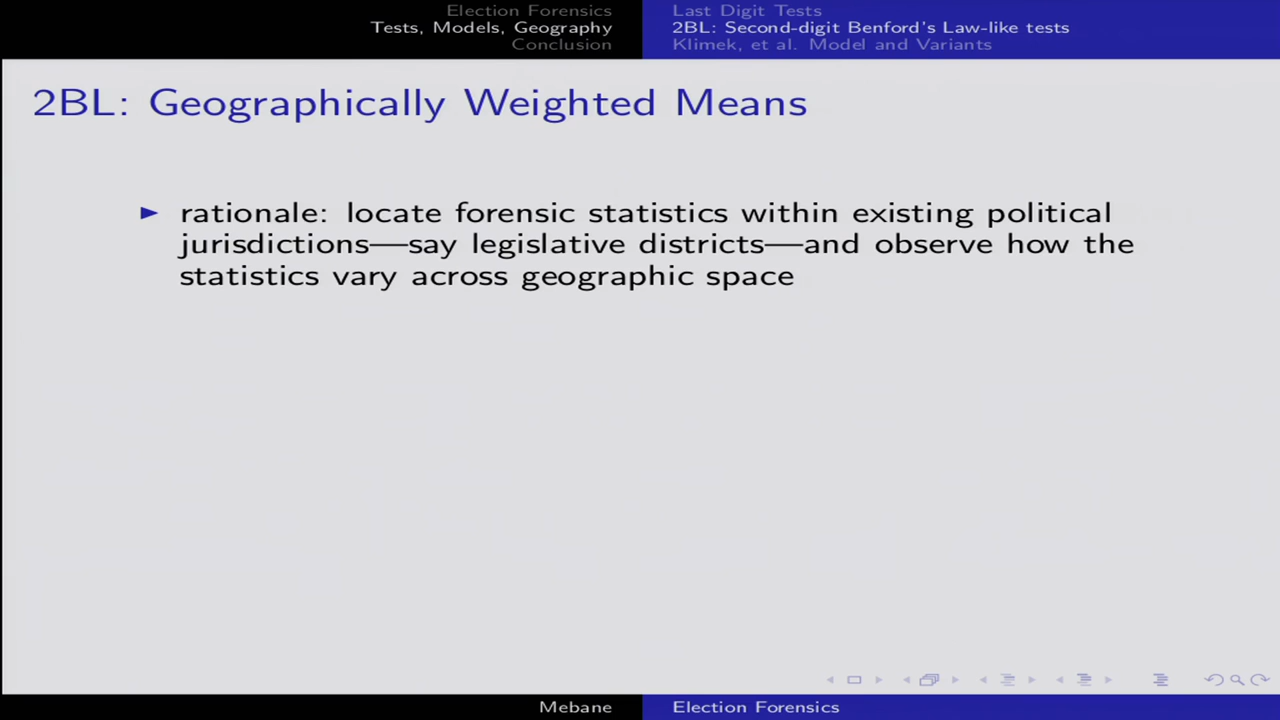 Election Forensics
Tests, Models, Geography
Conclusion
Last Digit Tests
2BL: Second-digit Benford's Law-like tests
Klimek, et al. Model and Variants
2BL: Geographically Weighted Means
rationale: locate forensic statistics within existing political
jurisdictions—say legislative districts—and observe how the
statistics vary across geographic space
Mebane
Election Forensics